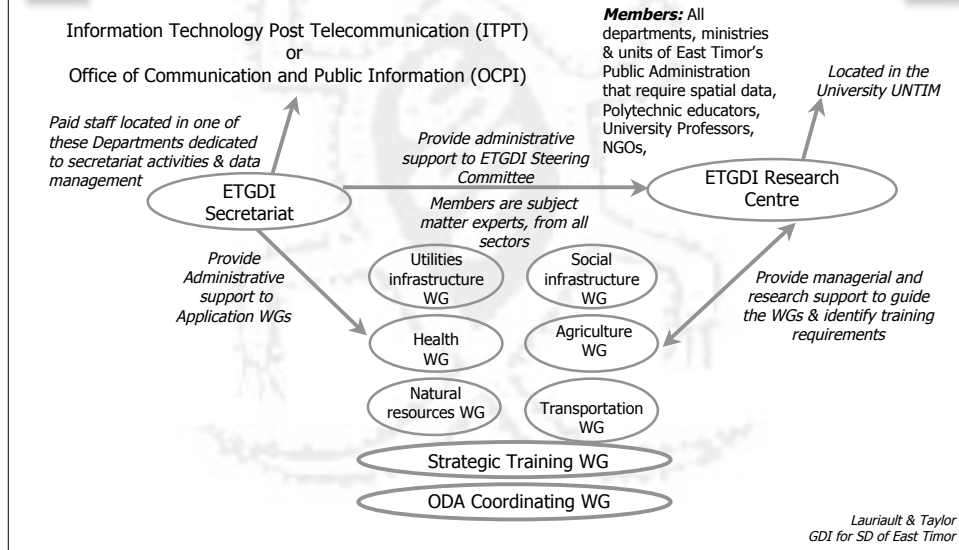 Information Technology Post Telecommunication (ITPT)
or
Office of Communication and Public Information (OCPI)
Members: All
departments, ministries
& units of East Timor's
Public Administration
that require spatial data,
Polytechnic educators,
University Professors,
NGOs,
Located in the
University UNTIM
Paid staff located in one of
these Departments dedicated
to secretariat activities & data
management
Provide administrative
support to ETGDI Steering
Committee
ETGDI
Secretariat
ETGDI Research
Centre
Members are subject
matter experts, from all
sectors
Provide
Administrative
support to
Application WGs
Utilities
infrastructure
WG
Social
infrastructure
WG
Provide managerial and
research support to guide
the WGs & identify training
requirements
Health
WG
Agriculture
WG
Natural
resources WG
Transportation
WG
Strategic Training WG
ODA Coordinating WG
Lauriault & Taylor
GDI for SD of East Timor